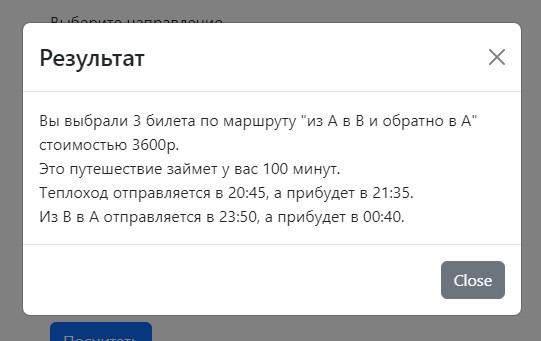 Выберите направление
Результат
Вы выбрали 3 билета по маршруту "из A в B и обратно в A"
стоимостью 3600р.
Это путешествие займет у вас 100 минут.
Теплоход отправляется в 20:45, а прибудет в 21:35.
Из B в A отправляется в 23:50, а прибудет в 00:40.
Close
Посчитать